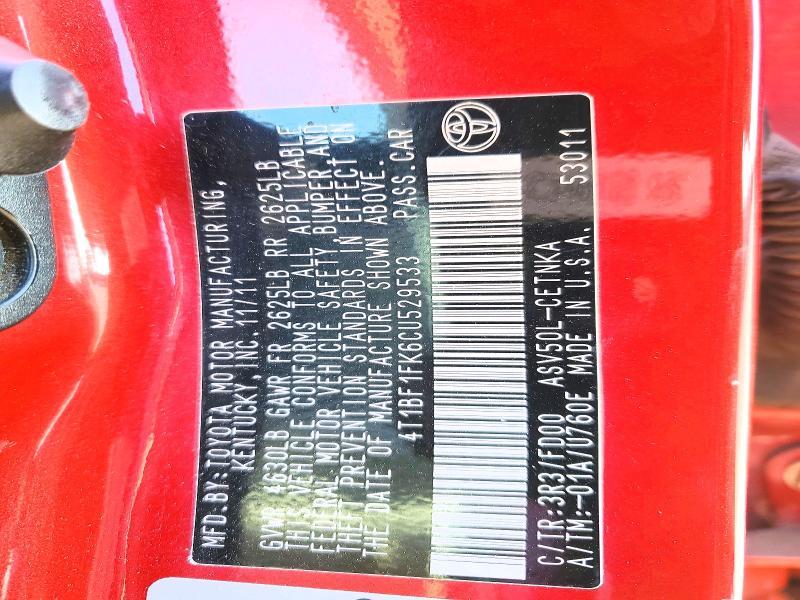 MFD.BY:TOYOTA MOTOR MANUFACTURING,
KENTUCKY, INC. 11/11
GVWR 4630LB GAWR FR 2625LB RR 2625LB
THIS VEHICLE CONFORMS TO ALL APPLICABLE
FEDERAL MOTOR VEHICLE SAFETY, BUMPER AND
THEFT PREVENTION STANDARDS IN EFFECT ON
THE DATE OF MANUFACTURE SHOWN ABOVE.
4T1BF1FK6CU529533 PASS.CAR
C/TR:3R3/FD00 ASV50L-CETNKA
A/TM:-01A/U760E MADE IN U.S.A. 53011